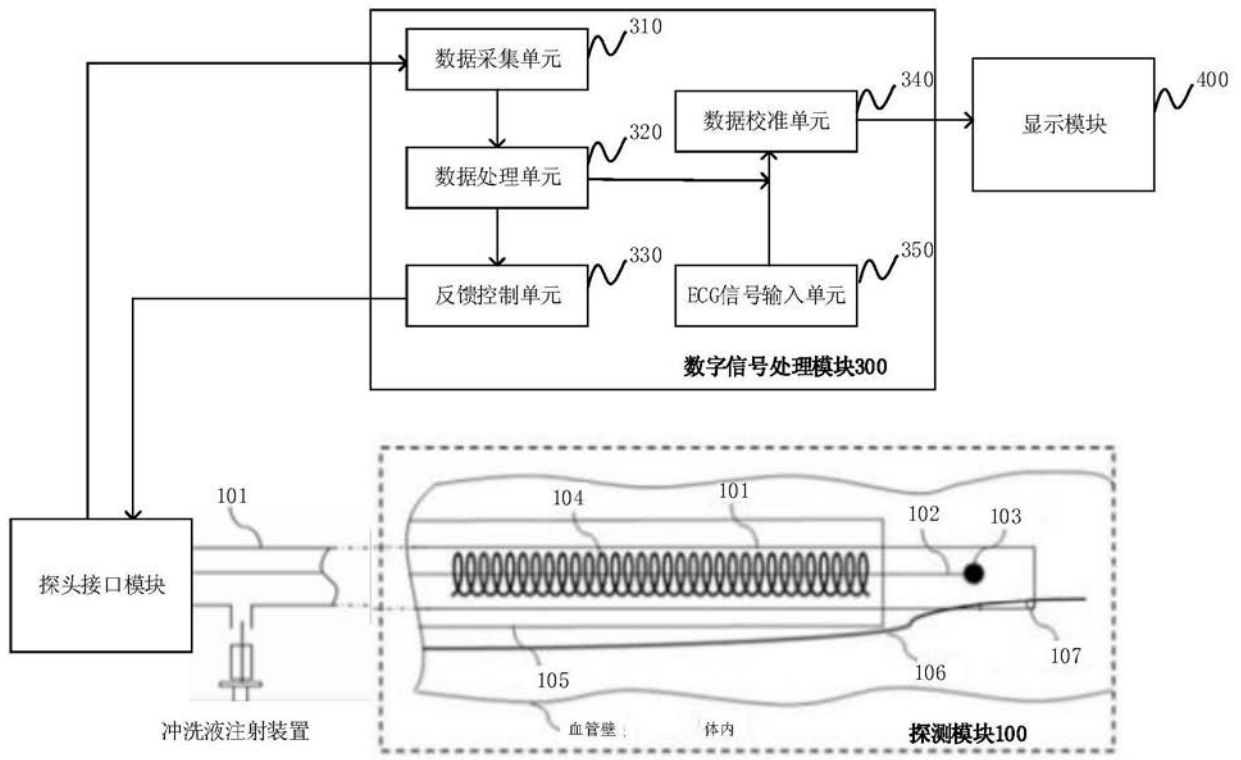 数据采集单元
310
数据处理单元
320
反馈控制单元
330
数据校准单元
340
ECG信号输入单元
350
数字信号处理模块300
显示模块
400
探头接口模块
101
冲洗液注射装置
104
101
102
103
105
106
107
血管壁
体内
探测模块100